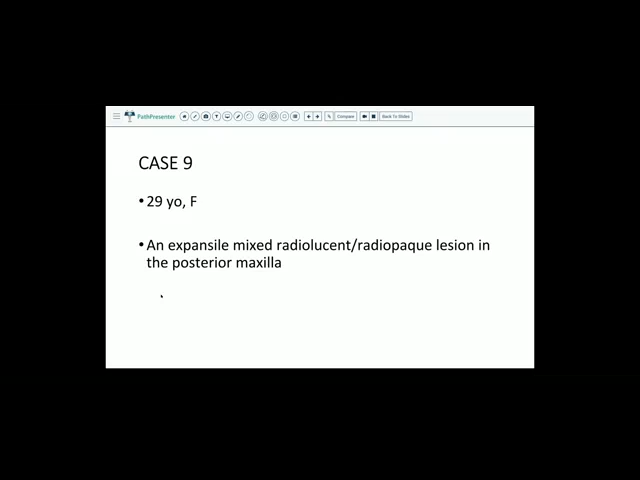 PathPresenter
Compare
Back To Slides
CASE 9
• 29 yo, F
• An expansile mixed radiolucent/radiopaque lesion in
the posterior maxilla